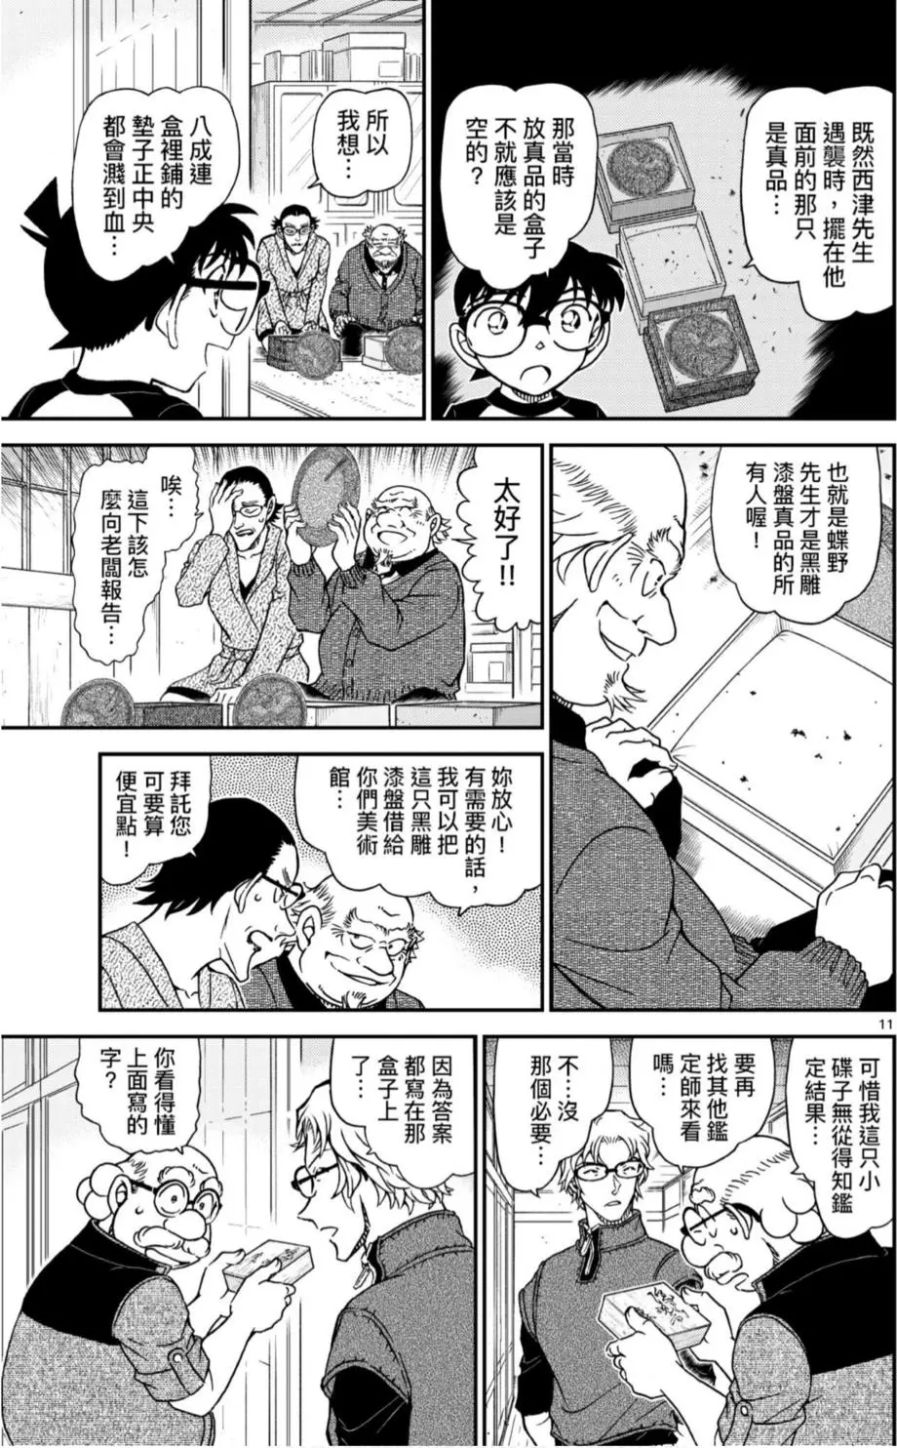 既然西津先生
遇襲時，擺在他
面前的那只
是真品…
那當時
放真品的盒子
不就應該是
空的？
所以
我想…
八成連
盒裡鋪的
墊子正中央
都會濺到血…
也就是蝶野
先生才是黑雕
漆盤真品的所
有人喔！
太好了!!
唉…
這下該怎
麼向老闆報告…
妳放心！
有需要的話，
我可以把
這只黑雕
漆盤借給
你們美術
館…
拜託您
可要算
便宜點！
11
可惜我這只小
碟子無從得知鑑
定結果…
要再
找其他鑑
定師來看
嗎…
不…沒
那個必要…
因為答案
都寫在那
盒子上
了…
你看得懂
上面寫的
字？